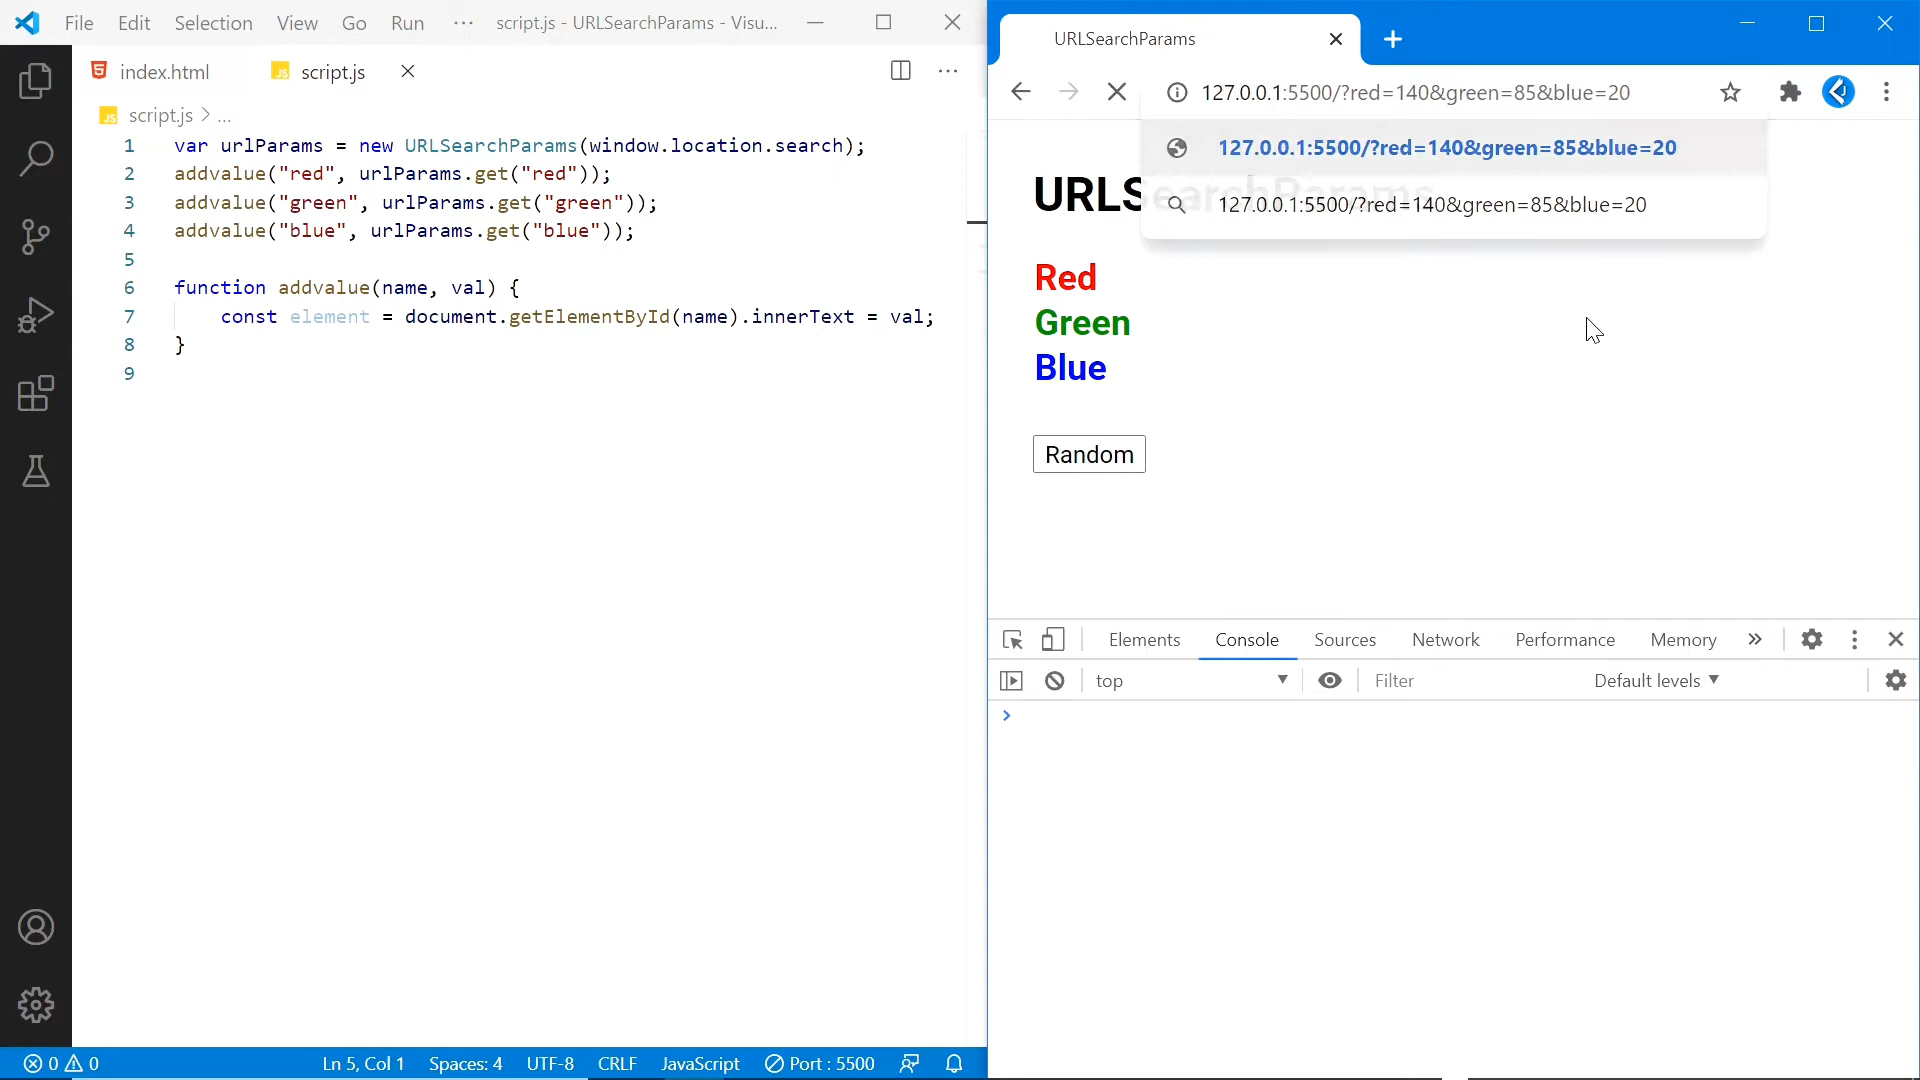 File Edit Selection View Go Run ··· script.js - URLSearchParams - Visu...
index.html script.js
script.js > ...
1 var urlParams = new URLSearchParams(window.location.search);
2 addvalue("red", urlParams.get("red"));
3 addvalue("green", urlParams.get("green"));
4 addvalue("blue", urlParams.get("blue"));
5
6 function addvalue(name, val) {
7 const element = document.getElementById(name).innerText = val;
8 }
9
0 0 Ln 5, Col 1 Spaces: 4 UTF-8 CRLF JavaScript Port : 5500
URLSearchParams
127.0.0.1:5500/?red=140&green=85&blue=20
127.0.0.1:5500/?red=140&green=85&blue=20
127.0.0.1:5500/?red=140&green=85&blue=20
URLSearchParams
Red
Green
Blue
Random
Elements Console Sources Network Performance Memory »
top Filter Default levels